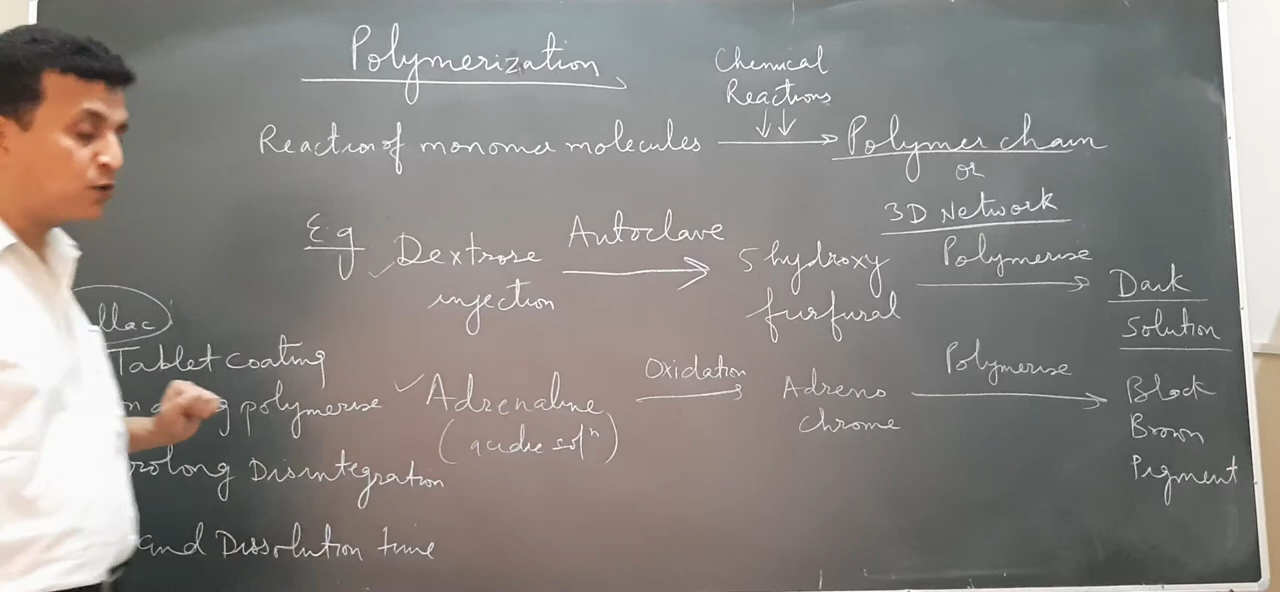 Polymerization
Chemical
Reactions
Reaction of monomer molecules → Polymer chain
or
3D Network
E.g
✓ Dextrose
injection
Autoclave
→
5 hydroxy
furfural
Polymerise
→
Dark
Solution
✓ Adrenaline
(acidic solⁿ)
Oxidation
→
Adreno
chrome
Polymerise
→
Black
Brown
Pigment
llac
Tablet coating
polymerise
rolong Disintegration
and Dissolution time